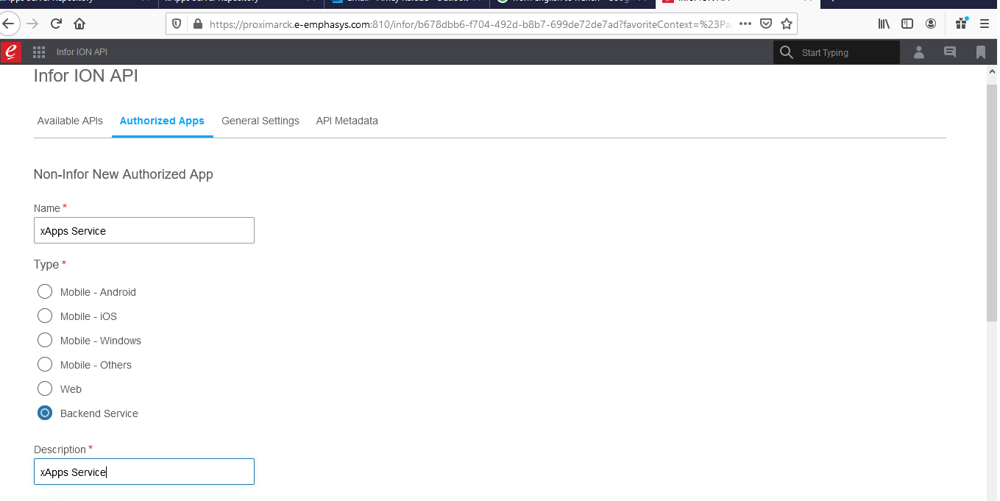 https://proximarck.e-emphasys.com:810/infor/b678dbb6-f704-492d-b8b7-699de72de7ad?favoriteContext=%23Pa
e Infor ION API
Start Typing
Infor ION API
Available APIs Authorized Apps General Settings API Metadata
Non-Infor New Authorized App
Name *
xApps Service
Type *
Mobile - Android
Mobile - iOS
Mobile - Windows
Mobile - Others
Web
Backend Service
Description *
xApps Service